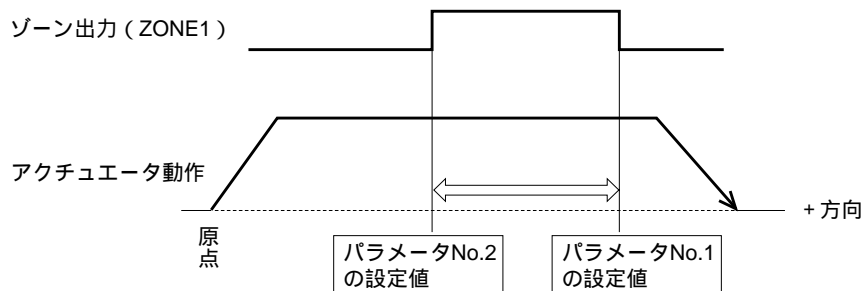 ゾーン出力（ZONE1）
アクチュエータ動作
+方向
原点
パラメータNo.2
の設定値
パラメータNo.1
の設定値